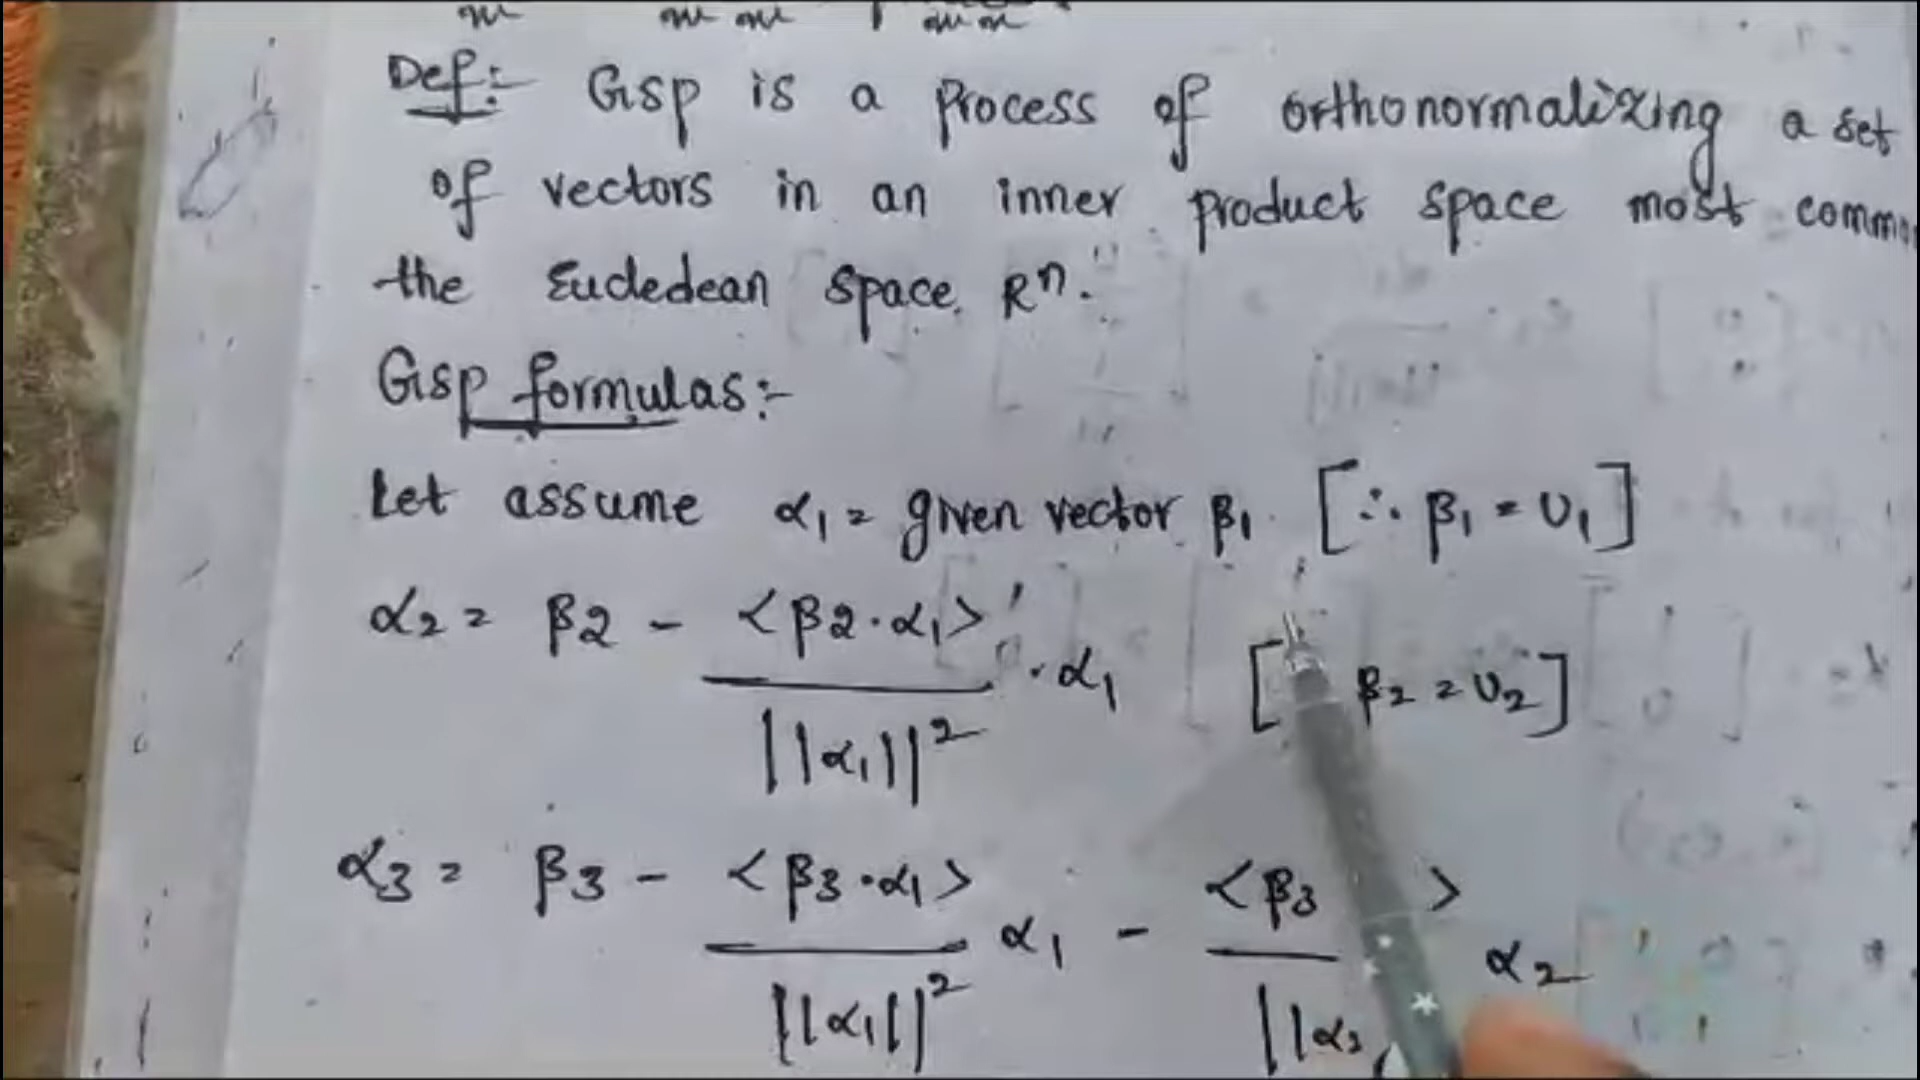 Def:- Gsp is a process of orthonormalizing a set
of vectors in an inner product space most
the Eucledean space. Rⁿ.
Gsp formulas:-
Let assume α₁ = given vector β₁ [∴ β₁ = υ₁]
α₂ = β₂ - <β₂·α₁> / ||α₁||² · α₁ [ β₂ = υ₂]
α₃ = β₃ - <β₃·α₁> / ||α₁||² α₁ - <β₃ > / ||α₂ α₂